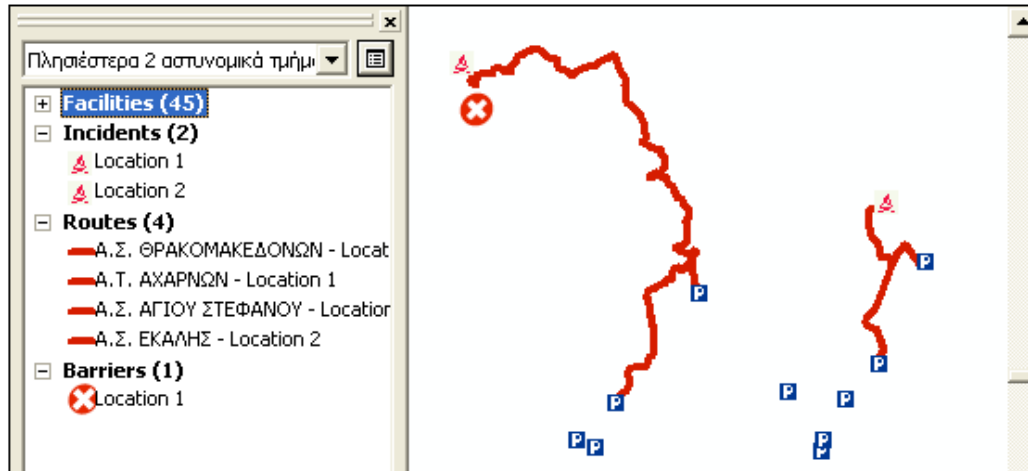 Πλησιέστερα 2 αστυνομικά τμήμ
Facilities (45)
Incidents (2)
Location 1
Location 2
Routes (4)
Α.Σ. ΘΡΑΚΟΜΑΚΕΔΟΝΩΝ - Locat
Α.Τ. ΑΧΑΡΝΩΝ - Location 1
Α.Σ. ΑΓΙΟΥ ΣΤΕΦΑΝΟΥ - Location
Α.Σ. ΕΚΑΛΗΣ - Location 2
Barriers (1)
Location 1
P
P
P
P
P
P
P
P
P
P